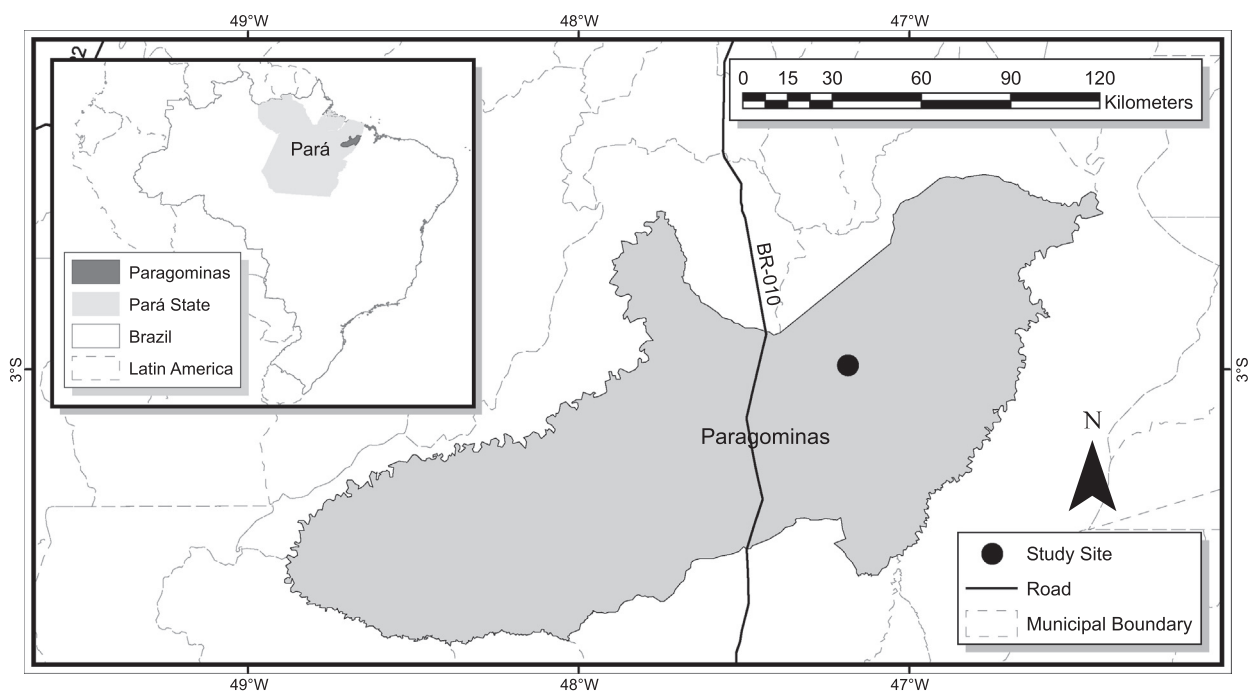 49°W 48°W 47°W
2
0 15 30 60 90 120
Kilometers
Pará
Paragominas
Pará State
Brazil
Latin America
BR-010
3°S 3°S
Paragominas
N
Study Site
Road
Municipal Boundary
49°W 48°W 47°W